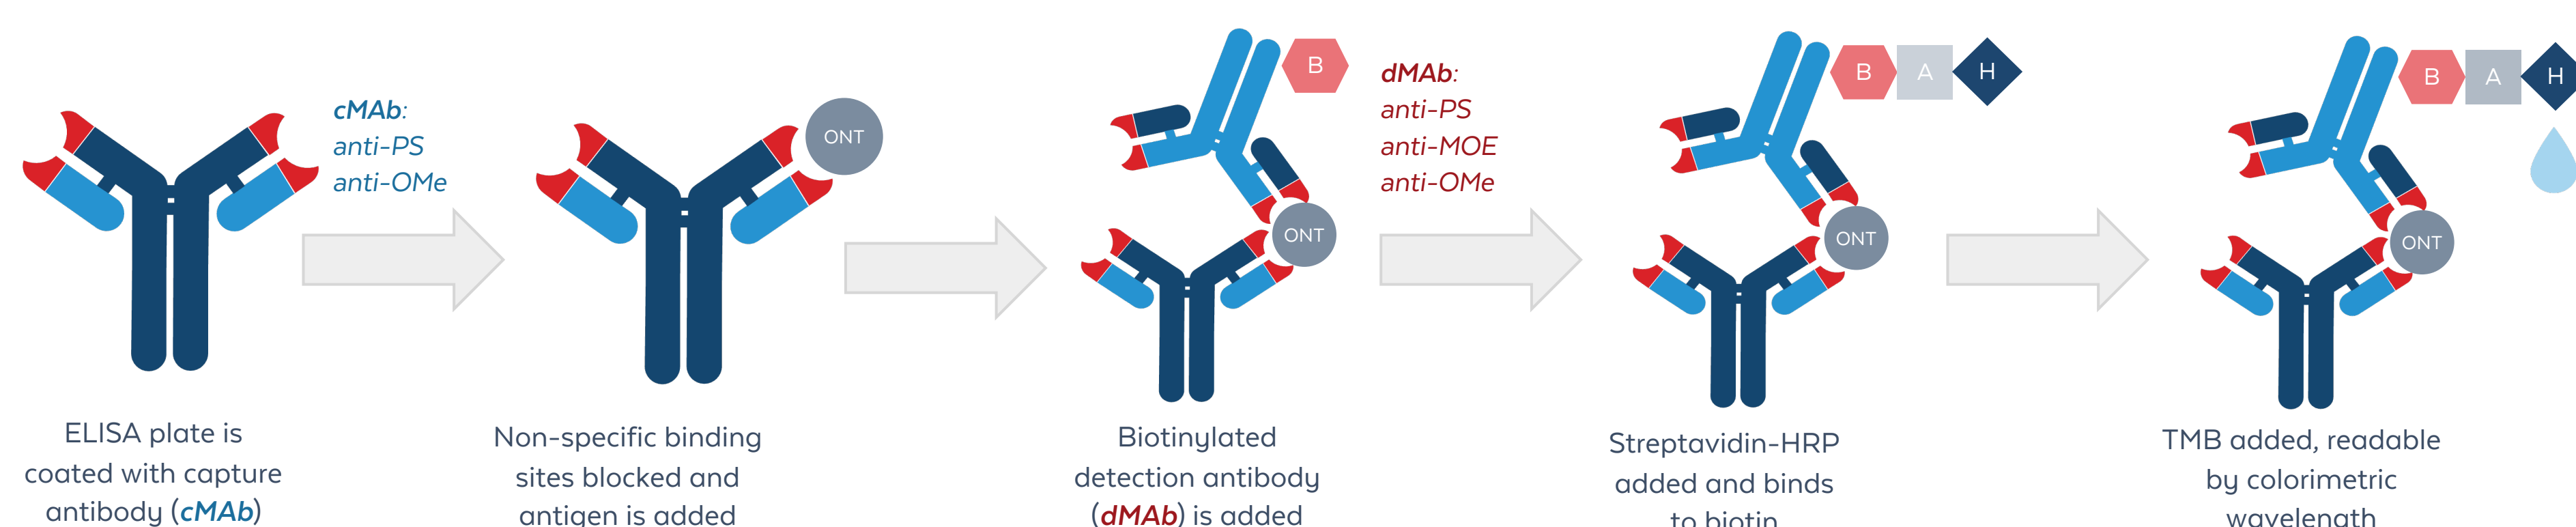 cMAb:
anti-PS
anti-OMe
ONT
B
ONT
dMAb:
anti-PS
anti-MOE
anti-OMe
B A H
ONT
B A H
ONT
ELISA plate is
coated with capture
antibody (cMAb)
Non-specific binding
sites blocked and
antigen is added
Biotinylated
detection antibody
(dMAb) is added
Streptavidin-HRP
added and binds
to biotin
TMB added, readable
by colorimetric
wavelength